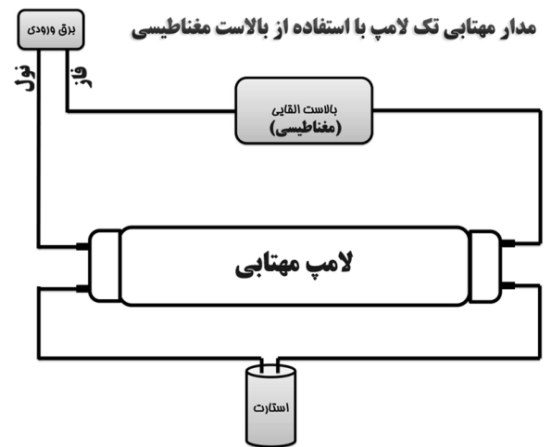 مدار مهتابی تک لامپ با استفاده از بالاست مغناطیسی
برق ورودی
نول
فاز
بالاست القایی
(مغناطیسی)
لامپ مهتابی
استارت